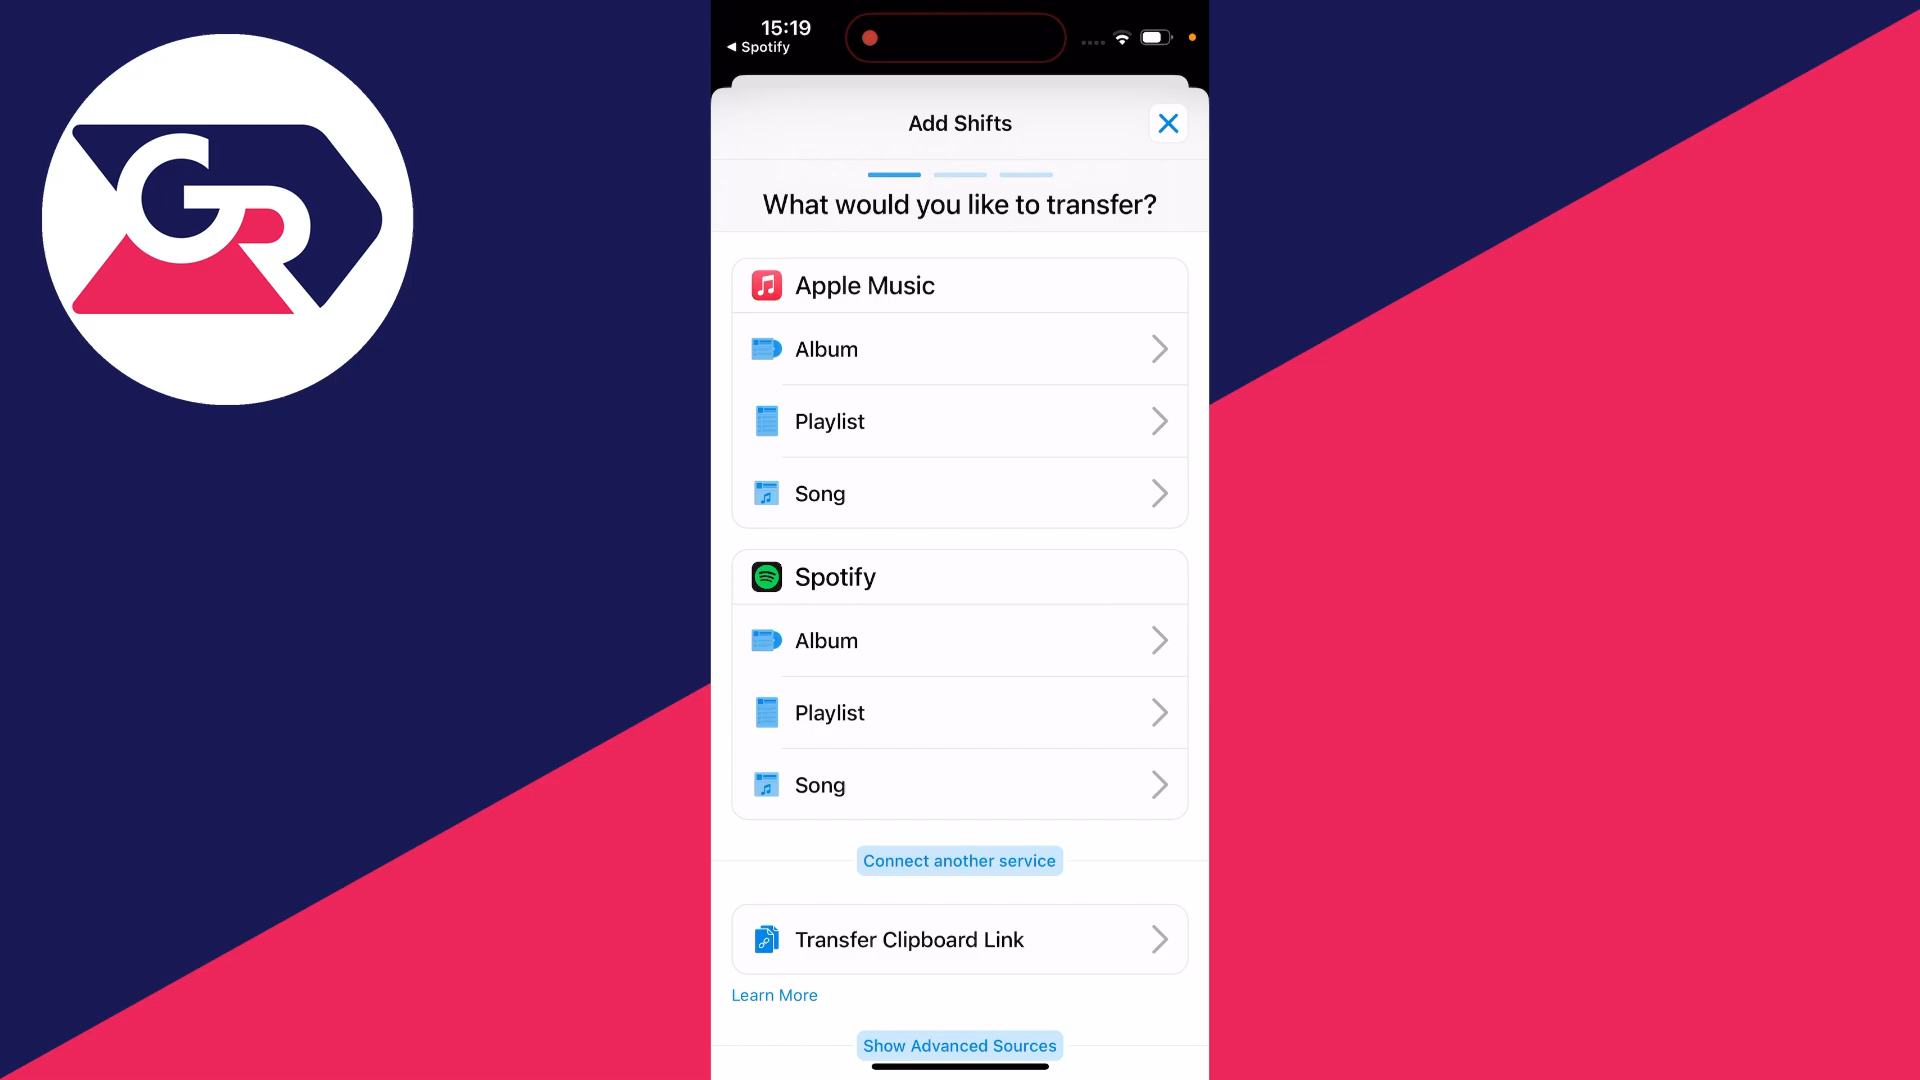 GR
15:19
◀ Spotify
Add Shifts
What would you like to transfer?
Apple Music
Album
Playlist
Song
Spotify
Album
Playlist
Song
Connect another service
Transfer Clipboard Link
Learn More
Show Advanced Sources